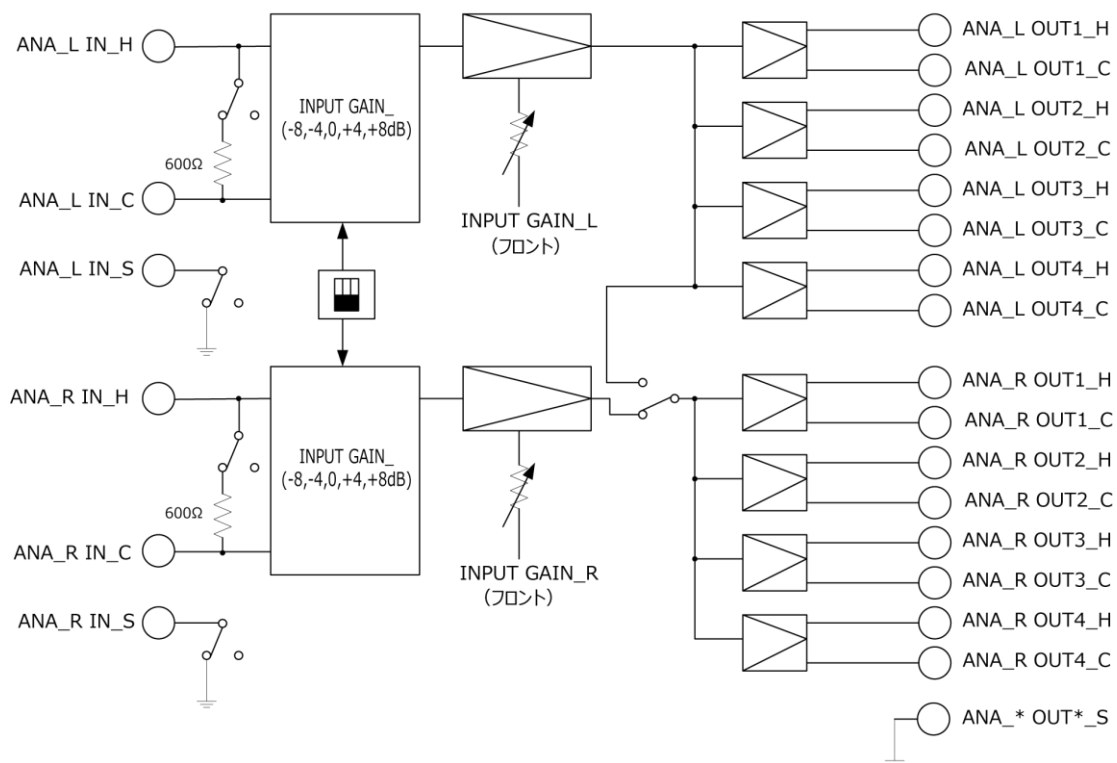 ANA_L IN_H
INPUT GAIN_
(-8,-4,0,+4,+8dB)
600Ω
ANA_L IN_C
INPUT GAIN_L
(フロント)
ANA_L IN_S
ANA_L OUT1_H
ANA_L OUT1_C
ANA_L OUT2_H
ANA_L OUT2_C
ANA_L OUT3_H
ANA_L OUT3_C
ANA_L OUT4_H
ANA_L OUT4_C
ANA_R IN_H
INPUT GAIN_
(-8,-4,0,+4,+8dB)
600Ω
ANA_R IN_C
INPUT GAIN_R
(フロント)
ANA_R IN_S
ANA_R OUT1_H
ANA_R OUT1_C
ANA_R OUT2_H
ANA_R OUT2_C
ANA_R OUT3_H
ANA_R OUT3_C
ANA_R OUT4_H
ANA_R OUT4_C
ANA_* OUT*_S